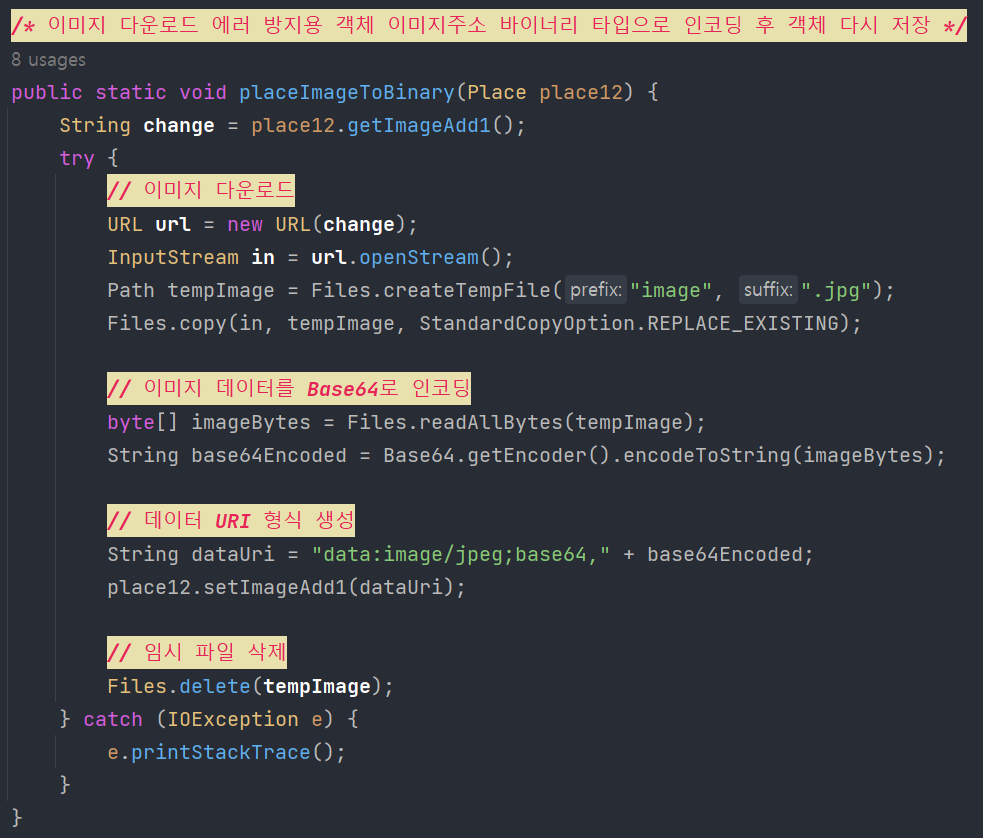 /* 이미지 다운로드 에러 방지용 객체 이미지주소 바이너리 타입으로 인코딩 후 객체 다시 저장 */
8 usages
public static void placeImageToBinary(Place place12) {
    String change = place12.getImageAdd1();
    try {
        // 이미지 다운로드
        URL url = new URL(change);
        InputStream in = url.openStream();
        Path tempImage = Files.createTempFile( prefix: "image", suffix: ".jpg");
        Files.copy(in, tempImage, StandardCopyOption.REPLACE_EXISTING);
        // 이미지 데이터를 Base64로 인코딩
        byte[] imageBytes = Files.readAllBytes(tempImage);
        String base64Encoded = Base64.getEncoder().encodeToString(imageBytes);
        // 데이터 URI 형식 생성
        String dataUri = "data:image/jpeg;base64," + base64Encoded;
        place12.setImageAdd1(dataUri);
        // 임시 파일 삭제
        Files.delete(tempImage);
    } catch (IOException e) {
        e.printStackTrace();
    }
}